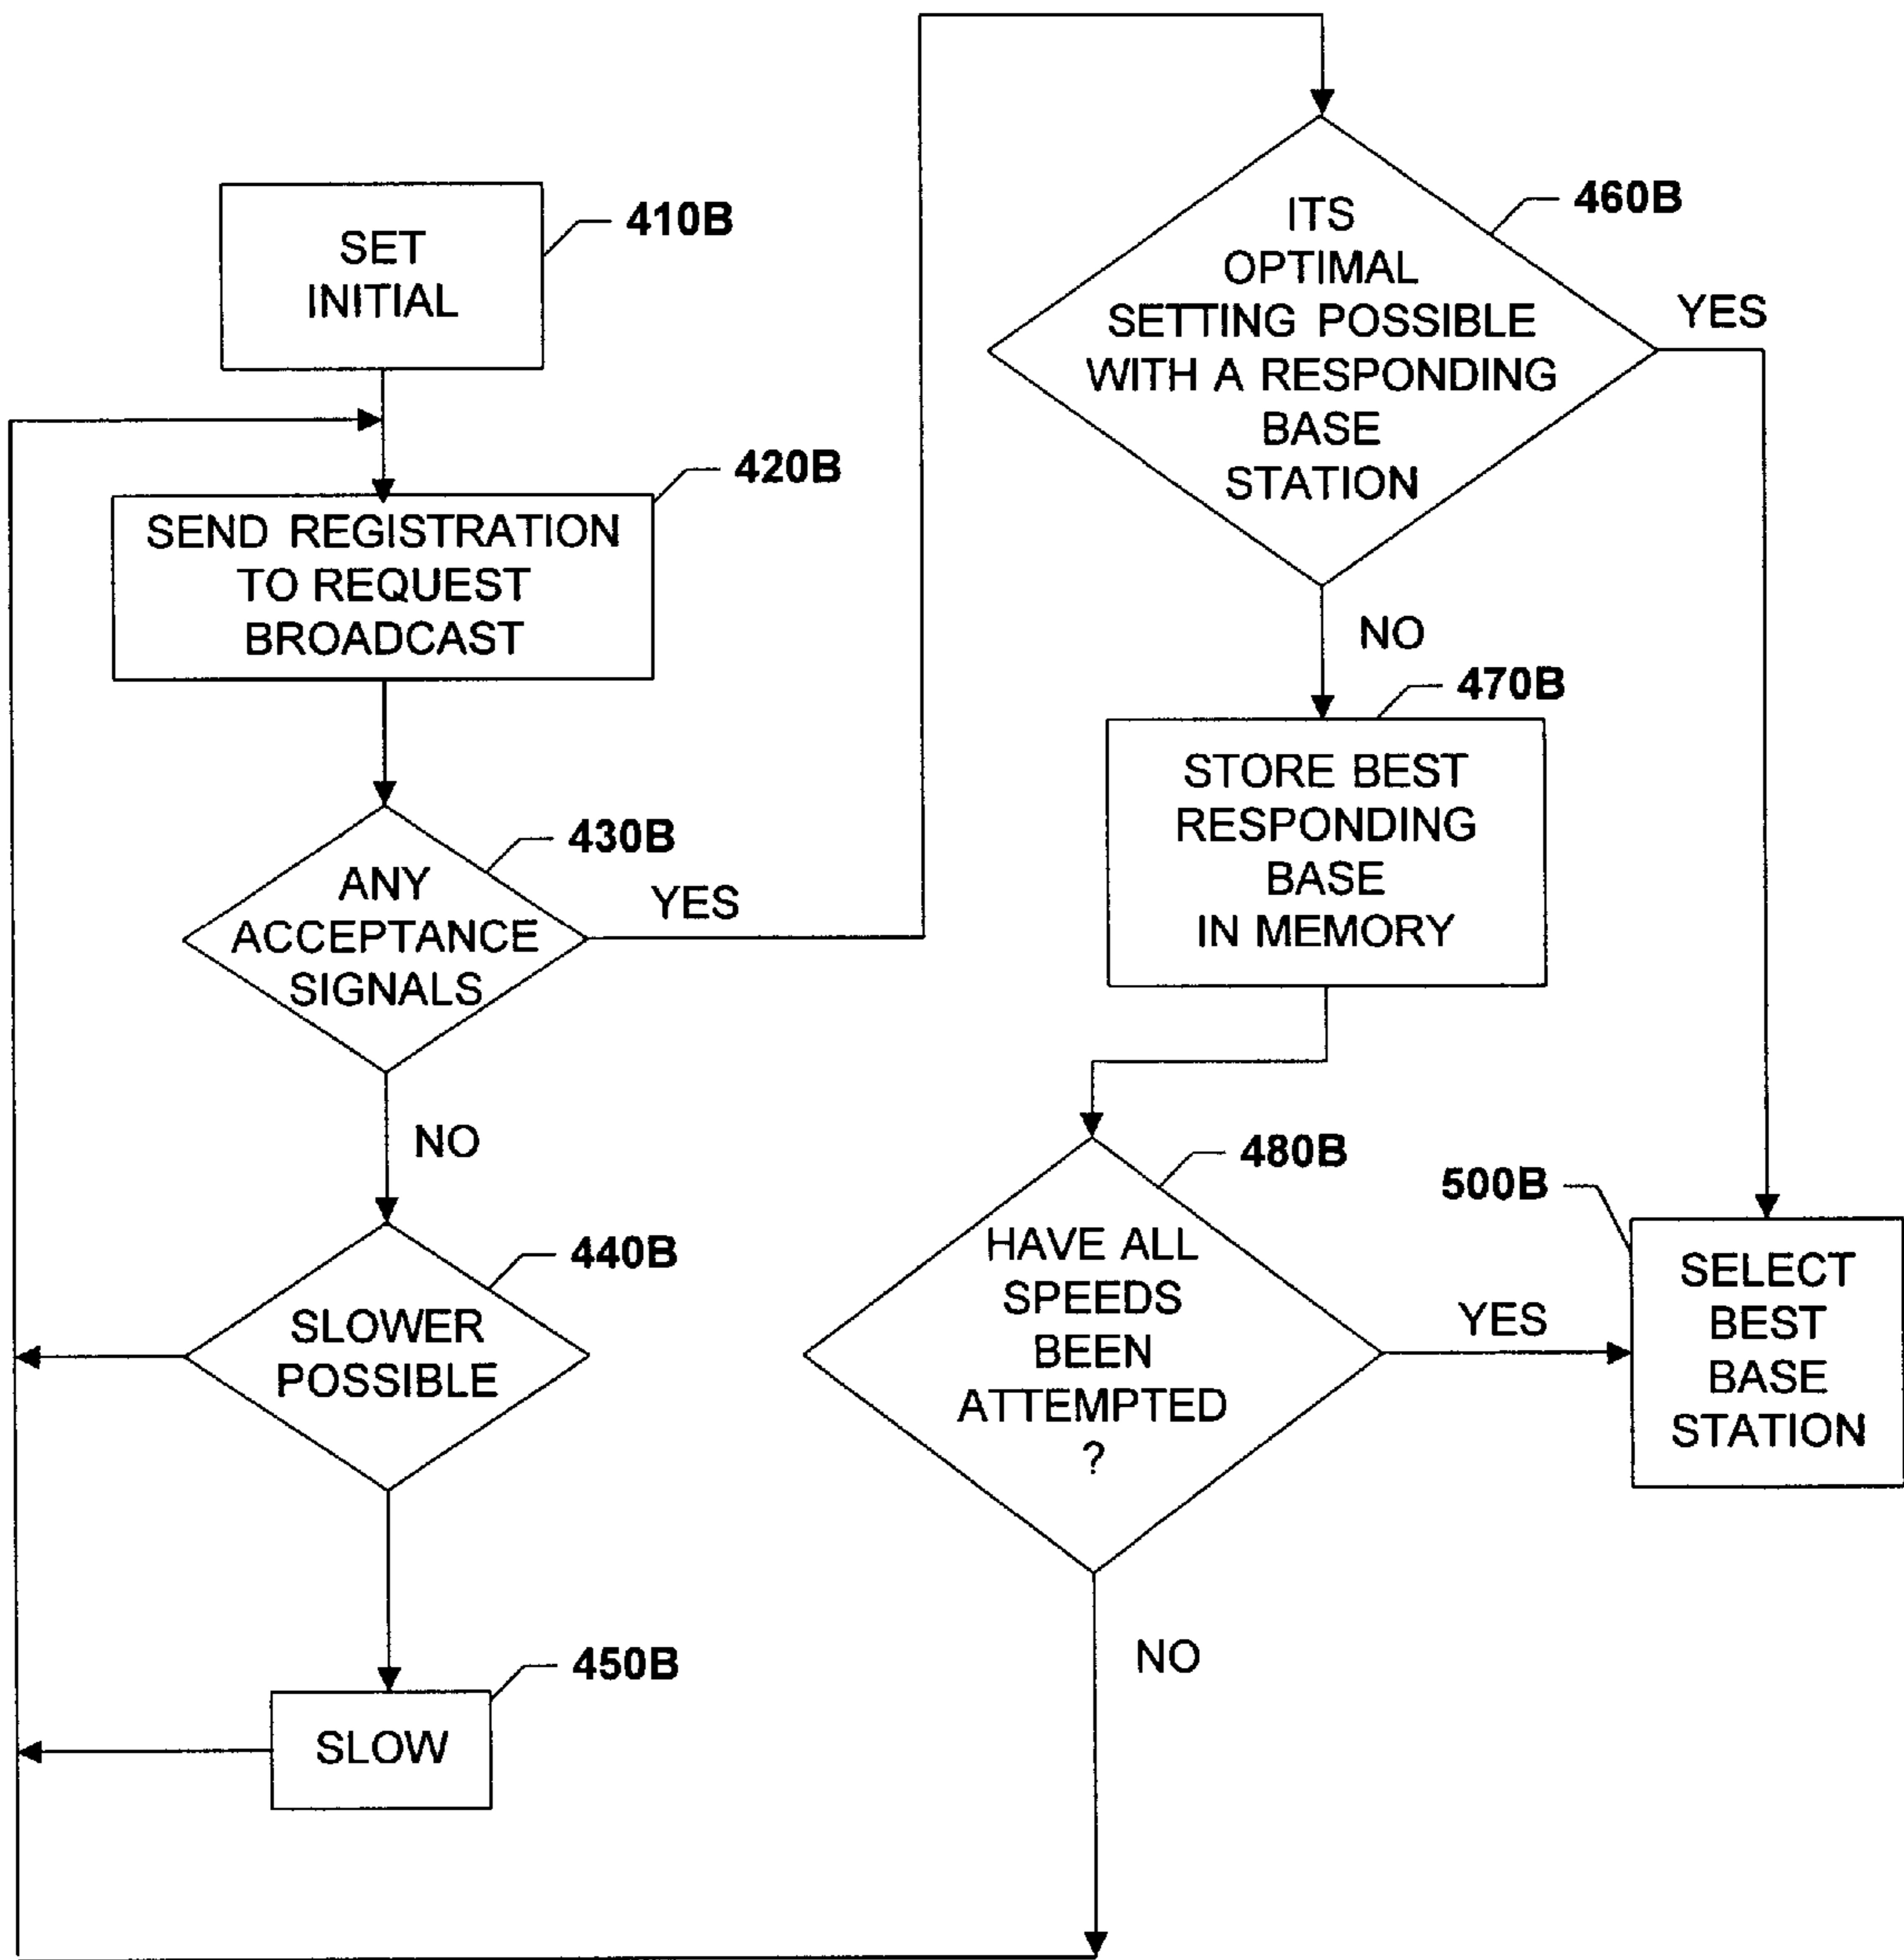 SET
INITIAL
410B
SEND REGISTRATION
TO REQUEST
BROADCAST
420B
ANY
ACCEPTANCE
SIGNALS
430B
YES
NO
SLOWER
POSSIBLE
440B
SLOW
450B
ITS
OPTIMAL
SETTING POSSIBLE
WITH A RESPONDING
BASE
STATION
460B
YES
NO
STORE BEST
RESPONDING
BASE
IN MEMORY
470B
HAVE ALL
SPEEDS
BEEN
ATTEMPTED
?
480B
YES
NO
500B
SELECT
BEST
BASE
STATION